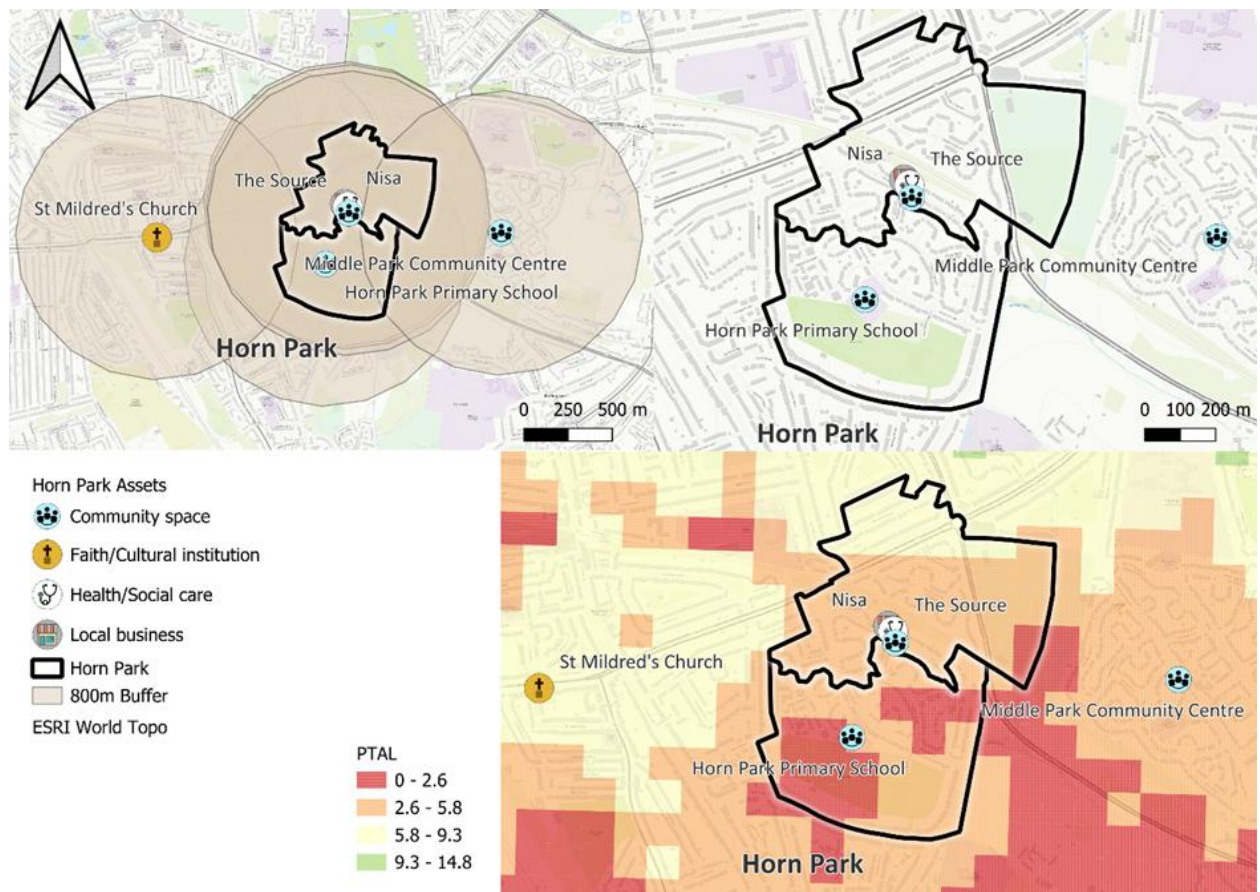 The Source
Nisa
St Mildred's Church
Middle Park Community Centre
Horn Park Primary School
Horn Park
0 250 500 m
Nisa
The Source
Middle Park Community Centre
Horn Park Primary School
Horn Park
0 100 200 m
Horn Park Assets
Community space
Faith/Cultural institution
Health/Social care
Local business
Horn Park
800m Buffer
ESRI World Topo
PTAL
0 - 2.6
2.6 - 5.8
5.8 - 9.3
9.3 - 14.8
Nisa
The Source
St Mildred's Church
Middle Park Community Centre
Horn Park Primary School
Horn Park